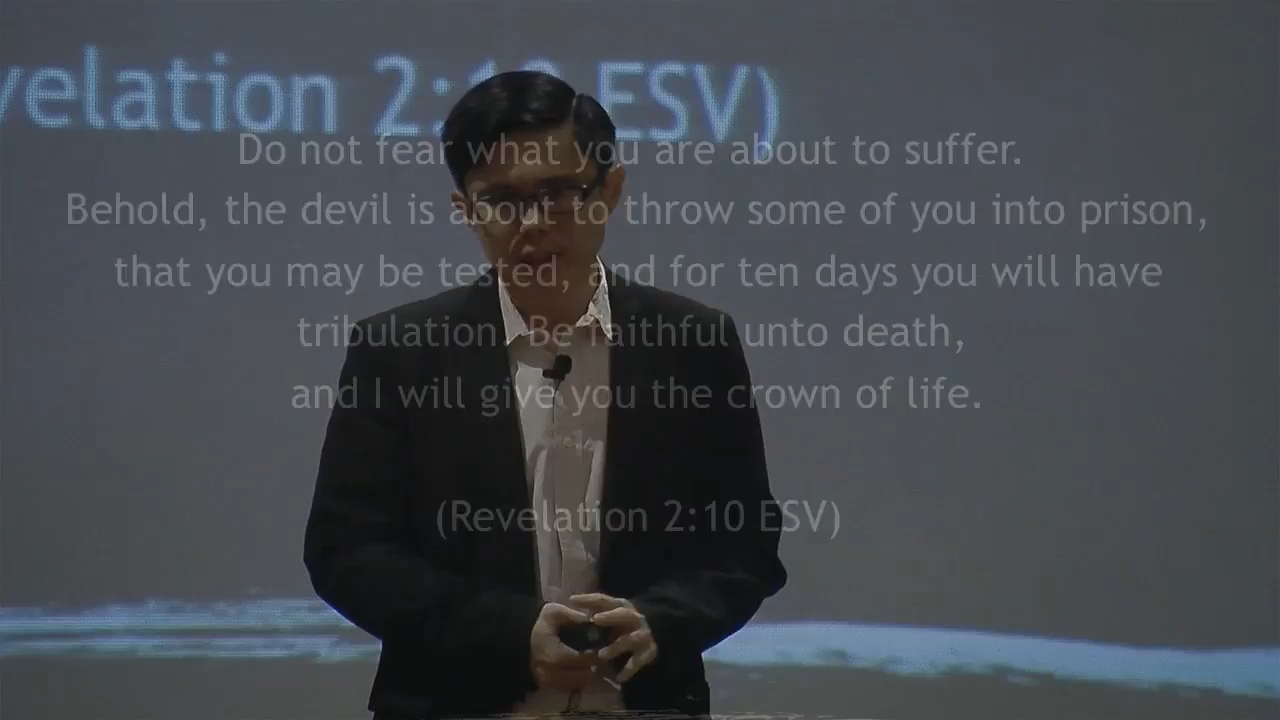 velation 2:10 ESV)
Do not fear what you are about to suffer.
Behold, the devil is about to throw some of you into prison,
that you may be tested, and for ten days you will have
tribulation. Be faithful unto death,
and I will give you the crown of life.
(Revelation 2:10 ESV)